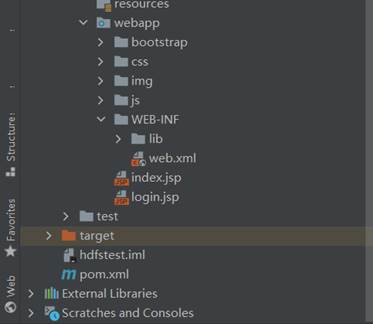 resources
webapp
bootstrap
css
img
js
WEB-INF
lib
web.xml
index.jsp
login.jsp
test
target
hdfstest.iml
pom.xml
External Libraries
Scratches and Consoles
Structure
Favorites
Web